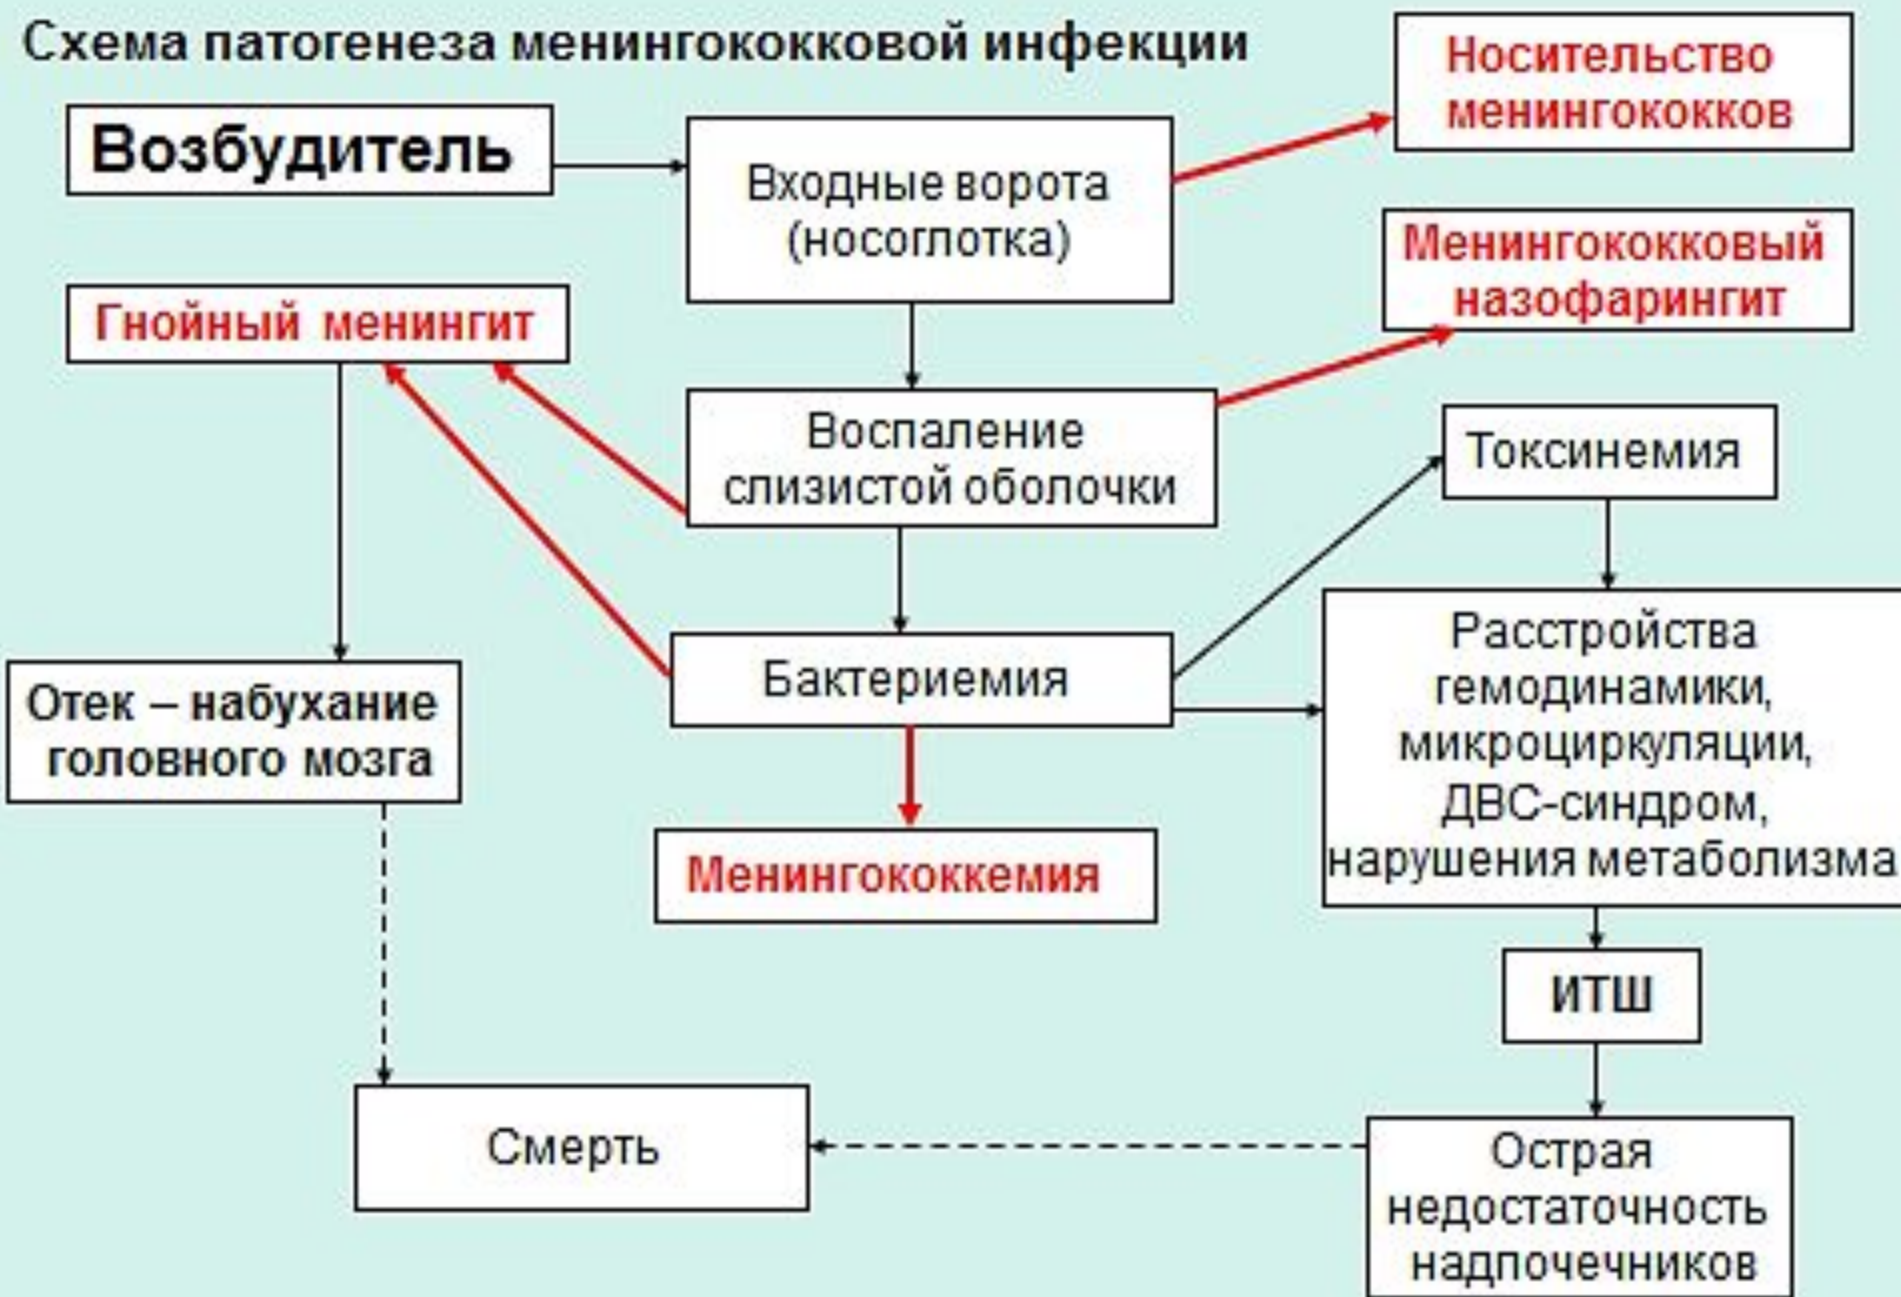 Схема патогенеза менингококковой инфекции
Носительство
менингококков
Возбудитель
Входные ворота
(носоглотка)
Менингококковый
назофарингит
Гнойный менингит
Воспаление
слизистой оболочки
Токсинемия
Бактериемия
Расстройства
гемодинамики,
микроциркуляции,
ДВС-синдром,
нарушения метаболизма
Отек – набухание
головного мозга
Менингококкемия
ИТШ
Смерть
Острая
недостаточность
надпочечников